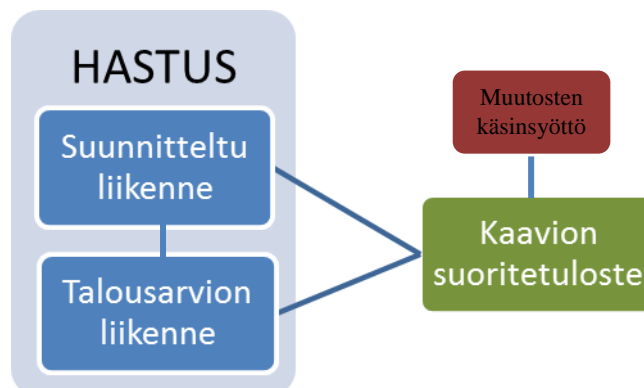 HASTUS
Suunniteltu
liikenne
Talousarvion
liikenne
Muutosten
käsinsyöttö
Kaavion
suoritetuloste